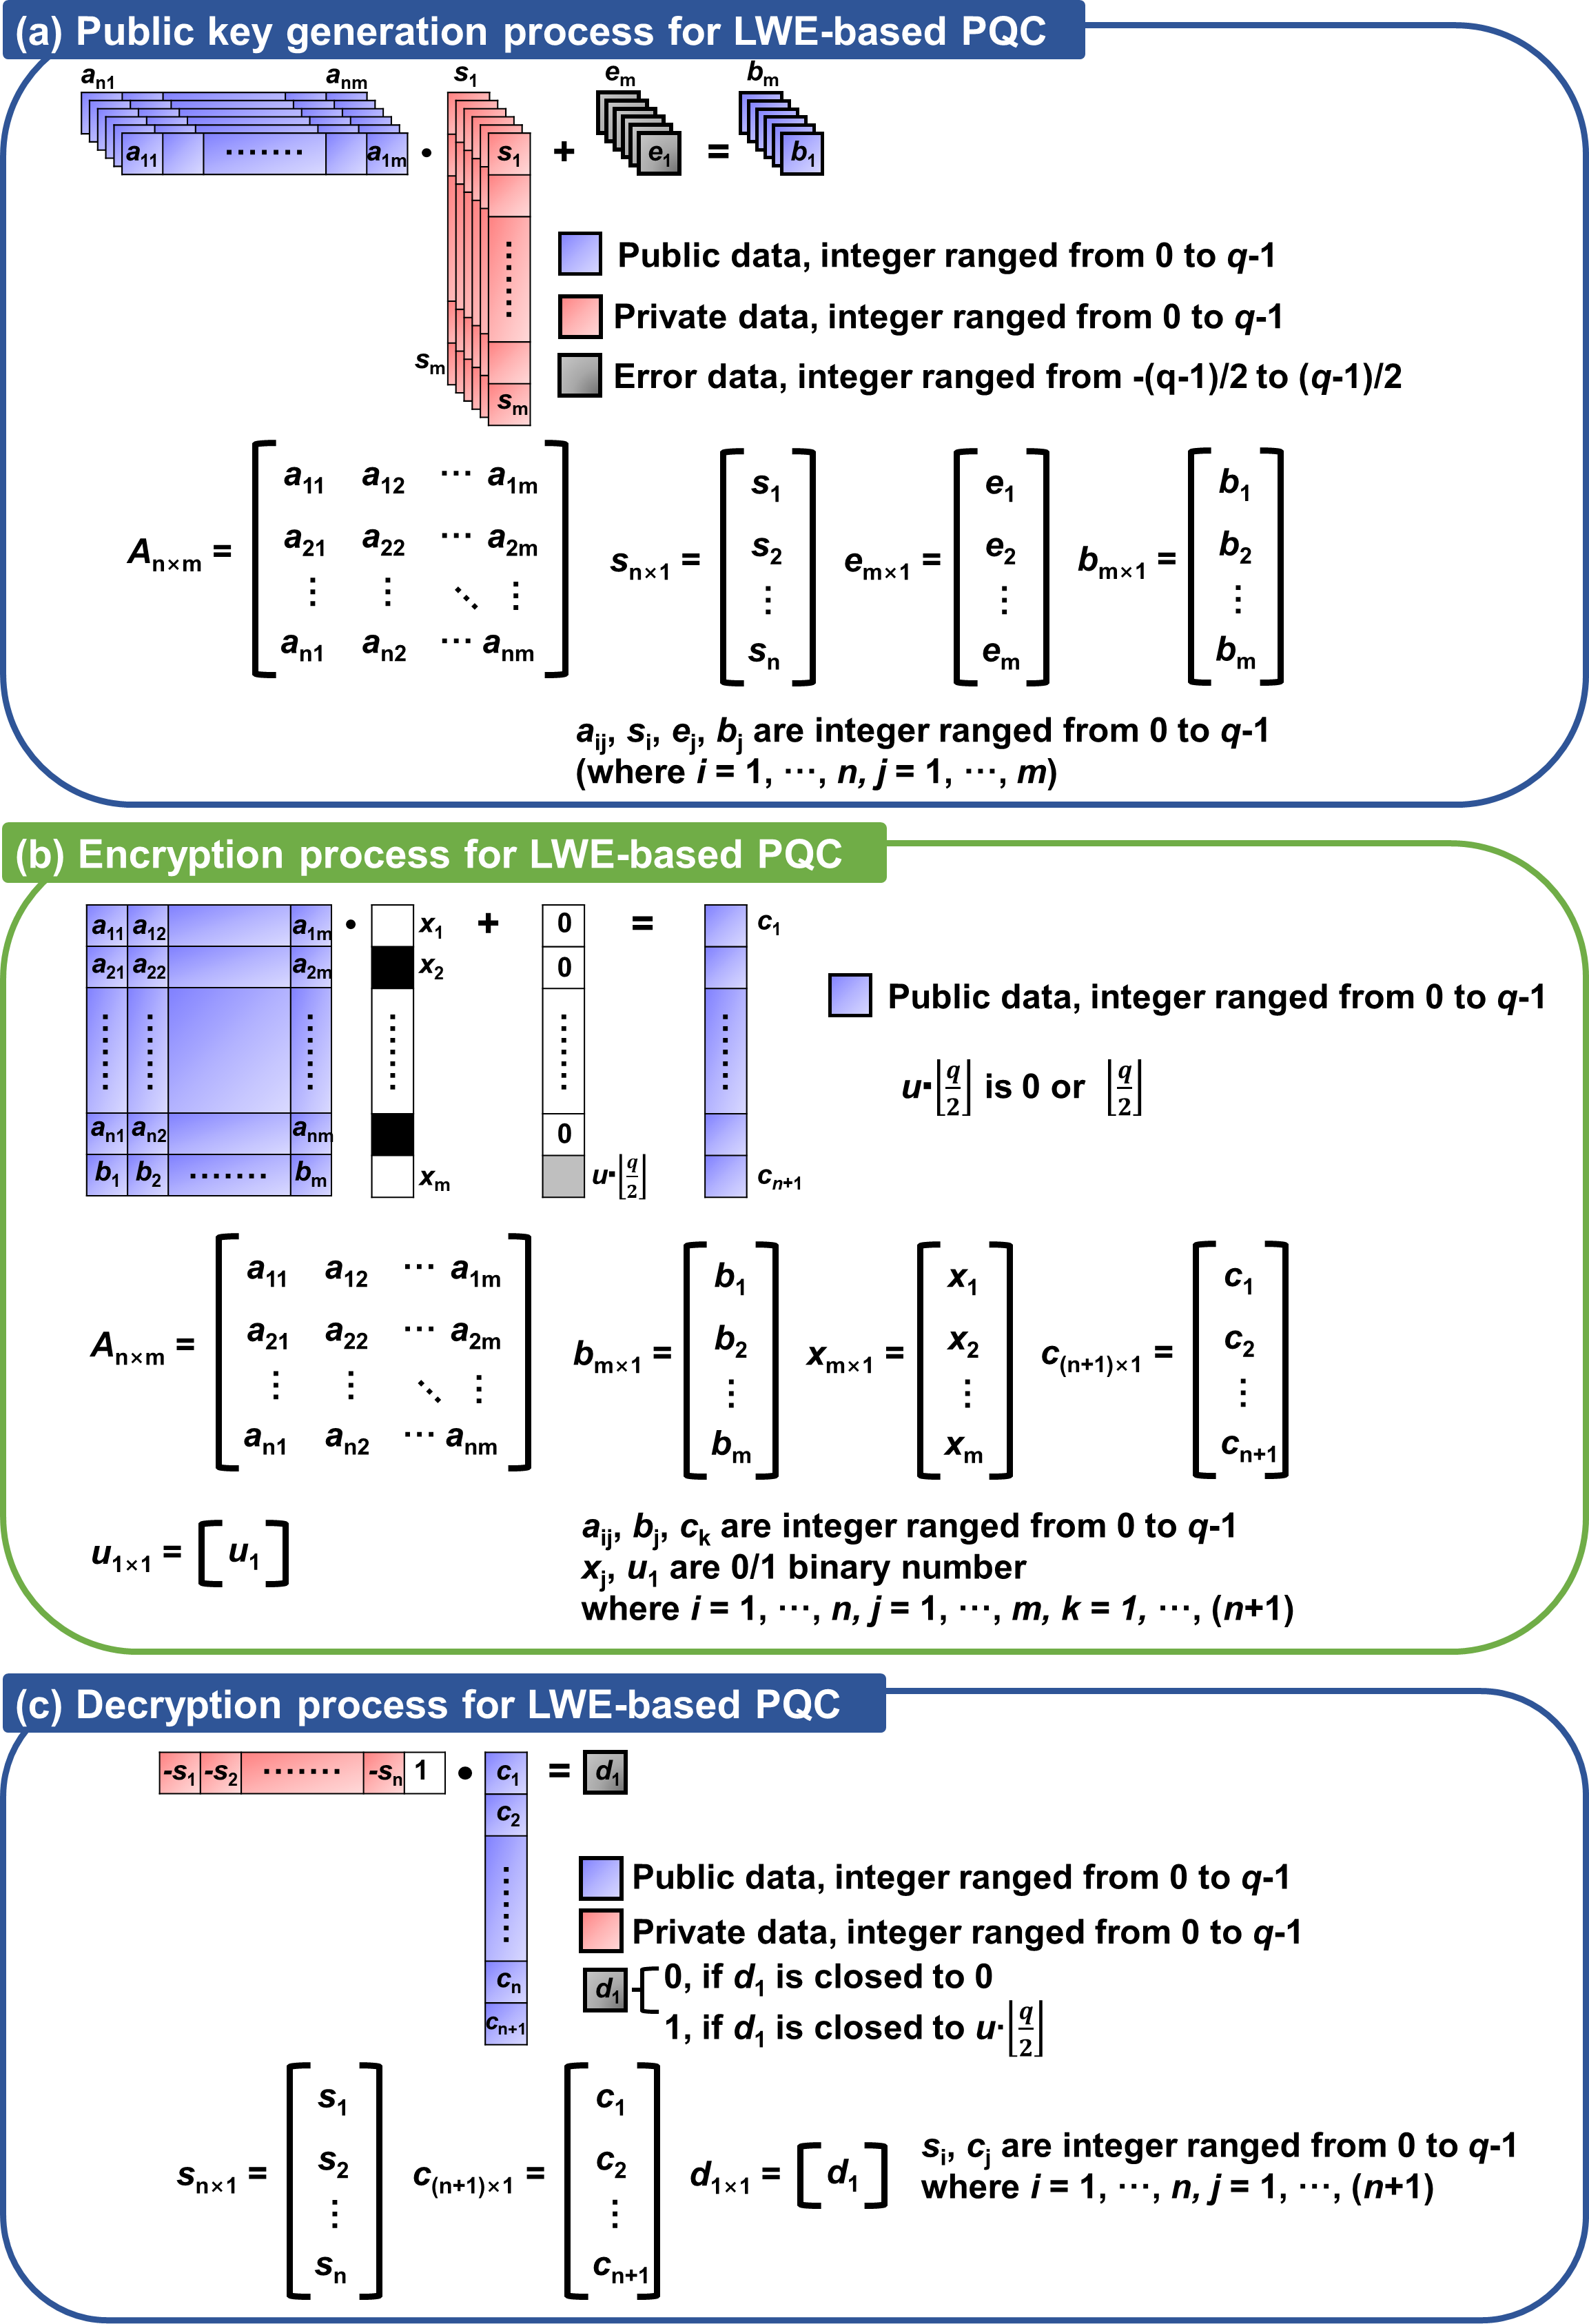 (a) Public key generation process for LWE-based PQC
an1 anm s1 em bm
a11 ······· a1m • s1 + e1 = b1
Public data, integer ranged from 0 to q-1
Private data, integer ranged from 0 to q-1
sm
Error data, integer ranged from -(q-1)/2 to (q-1)/2
sm
An×m = [a11 a12 ··· a1m
a21 a22 ··· a2m
⋮ ⋮ ⋱ ⋮
an1 an2 ··· anm]
sn×1 = [s1
s2
⋮
sn]
em×1 = [e1
e2
⋮
em]
bm×1 = [b1
b2
⋮
bm]
aij, si, ej, bj are integer ranged from 0 to q-1
(where i = 1, ···, n, j = 1, ···, m)
(b) Encryption process for LWE-based PQC
a11 a12 a1m • x1 + 0 = c1
a21 a22 a2m x2 0
an1 an2 anm 0
b1 b2 ······· bm xm u·⌊q/2⌋ cn+1
Public data, integer ranged from 0 to q-1
u·⌊q/2⌋ is 0 or ⌊q/2⌋
An×m = [a11 a12 ··· a1m
a21 a22 ··· a2m
⋮ ⋮ ⋱ ⋮
an1 an2 ··· anm]
bm×1 = [b1
b2
⋮
bm]
xm×1 = [x1
x2
⋮
xm]
c(n+1)×1 = [c1
c2
⋮
cn+1]
u1×1 = [u1]
aij, bj, ck are integer ranged from 0 to q-1
xj, u1 are 0/1 binary number
where i = 1, ···, n, j = 1, ···, m, k = 1, ···, (n+1)
(c) Decryption process for LWE-based PQC
-s1 -s2 ······· -sn 1 • c1 = d1
c2
cn
cn+1
Public data, integer ranged from 0 to q-1
Private data, integer ranged from 0 to q-1
d1 0, if d1 is closed to 0
1, if d1 is closed to u·⌊q/2⌋
sn×1 = [s1
s2
⋮
sn]
c(n+1)×1 = [c1
c2
⋮
cn+1]
d1×1 = [d1]
si, cj are integer ranged from 0 to q-1
where i = 1, ···, n, j = 1, ···, (n+1)